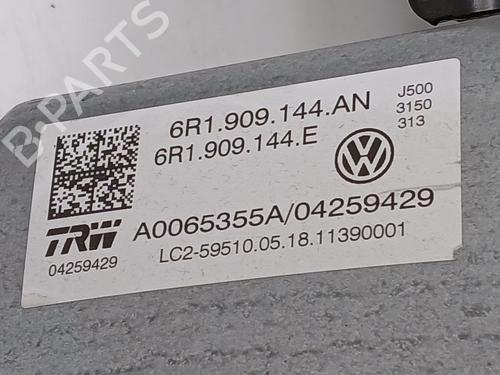 B-PARTS
6R1.909.144.AN
6R1.909.144.E
J500
3150
313
TRW
A0065355A/04259429
04259429
LC2-59510.05.18.11390001